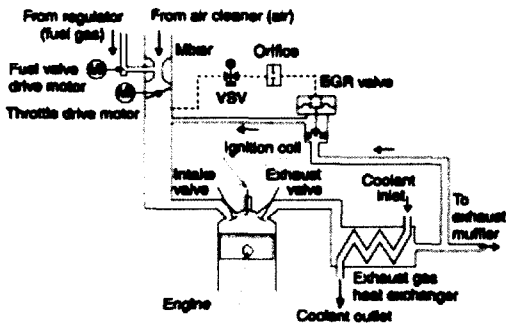 From regulator
(fuel gas)
From air cleaner (air)
Mixer
Orifice
EGR valve
Fuel valve
drive motor
M
VSV
M
Throttle drive motor
Ignition coil
Intake
valve
Exhaust
valve
Coolant
inlet
To
exhaust
muffler
Exhaust gas
heat exchanger
Engine
Coolant outlet